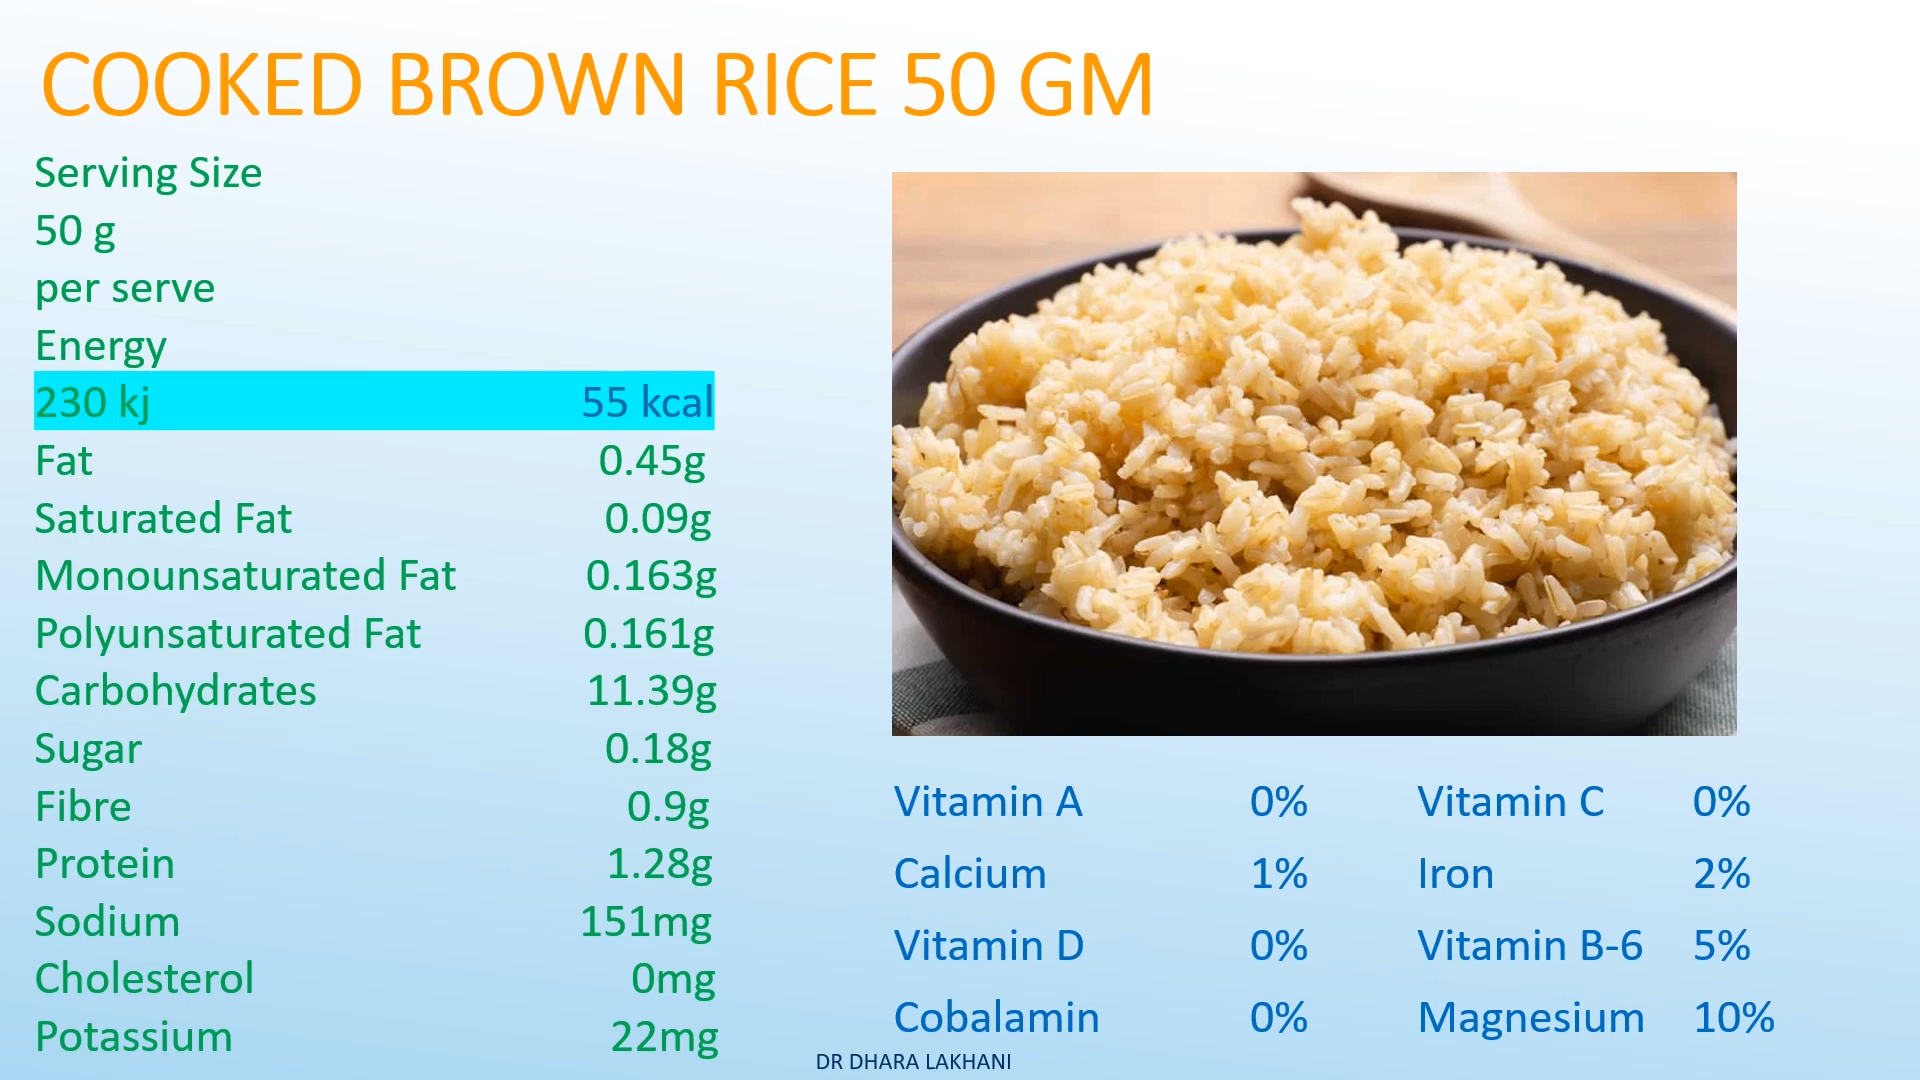 COOKED BROWN RICE 50 GM
Serving Size
50 g
per serve
Energy
230 kj 55 kcal
Fat 0.45g
Saturated Fat 0.09g
Monounsaturated Fat 0.163g
Polyunsaturated Fat 0.161g
Carbohydrates 11.39g
Sugar 0.18g
Fibre 0.9g
Protein 1.28g
Sodium 151mg
Cholesterol 0mg
Potassium 22mg
Vitamin A 0% Vitamin C 0%
Calcium 1% Iron 2%
Vitamin D 0% Vitamin B-6 5%
Cobalamin 0% Magnesium 10%
DR DHARA LAKHANI